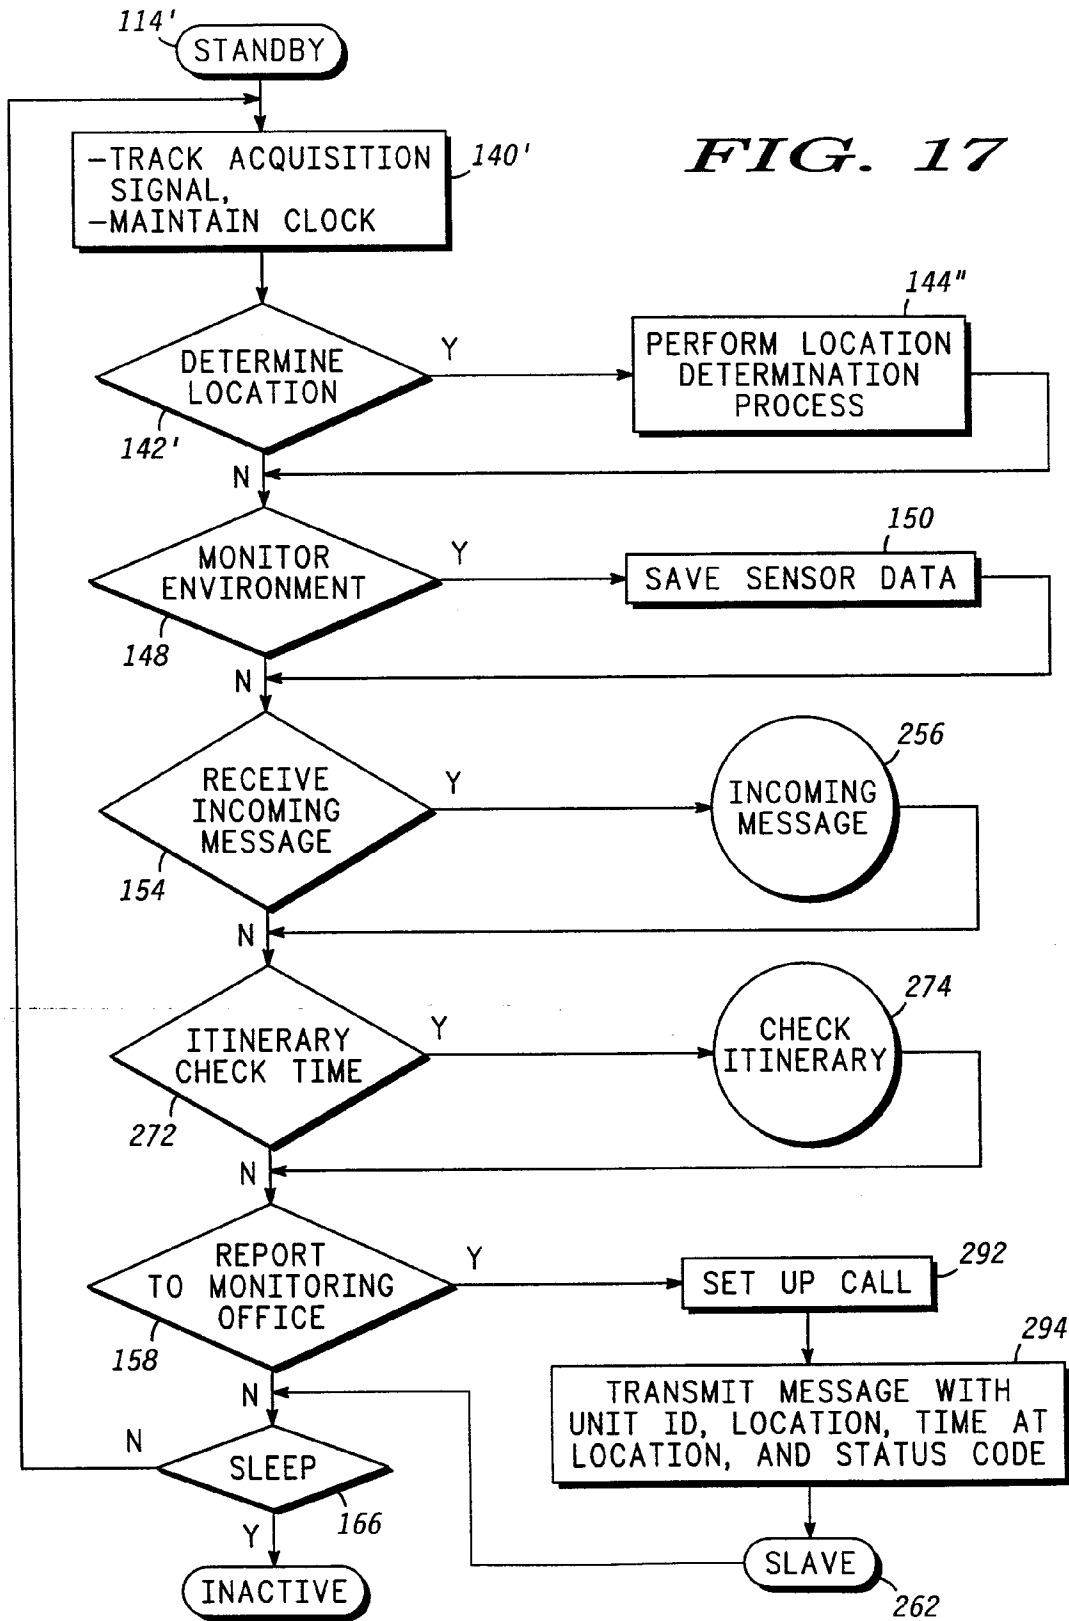 114'
STANDBY
FIG. 17
-TRACK ACQUISITION
SIGNAL,
-MAINTAIN CLOCK
140'
144"
DETERMINE
LOCATION
Y
PERFORM LOCATION
DETERMINATION
PROCESS
142'
N
150
MONITOR
ENVIRONMENT
Y
SAVE SENSOR DATA
148
N
256
RECEIVE
INCOMING
MESSAGE
Y
INCOMING
MESSAGE
154
N
274
ITINERARY
CHECK TIME
Y
CHECK
ITINERARY
272
N
REPORT
TO MONITORING
OFFICE
Y
SET UP CALL
292
158
294
N
TRANSMIT MESSAGE WITH
UNIT ID, LOCATION, TIME AT
LOCATION, AND STATUS CODE
N
SLEEP
166
Y
SLAVE
262
INACTIVE